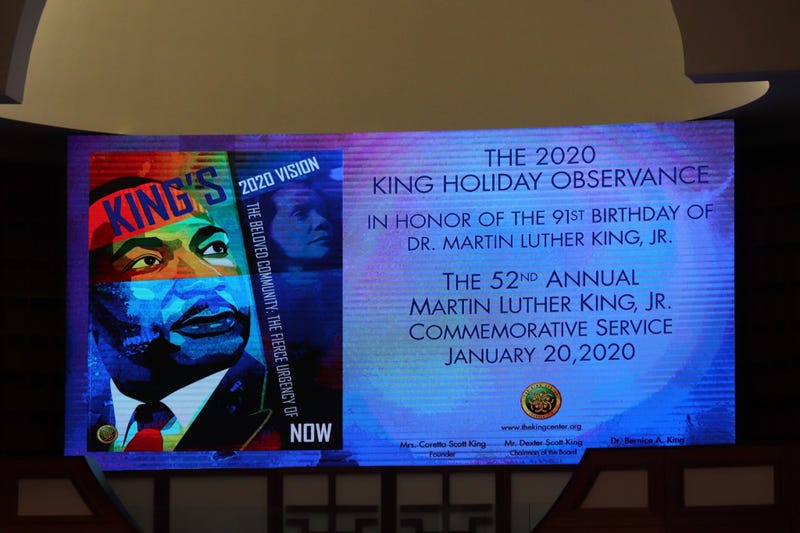 KING'S
2020 VISION
THE BELOVED COMMUNITY: THE FIERCE URGENCY OF
NOW
THE 2020
KING HOLIDAY OBSERVANCE
IN HONOR OF THE 91ST BIRTHDAY OF
DR. MARTIN LUTHER KING, JR.
THE 52ND ANNUAL
MARTIN LUTHER KING, JR.
COMMEMORATIVE SERVICE
JANUARY 20,2020
www.thekingcenter.org
Mrs. Coretta Scott King
Founder
Mr. Dexter Scott King
Chairman of the Board
Dr. Bernice A. King